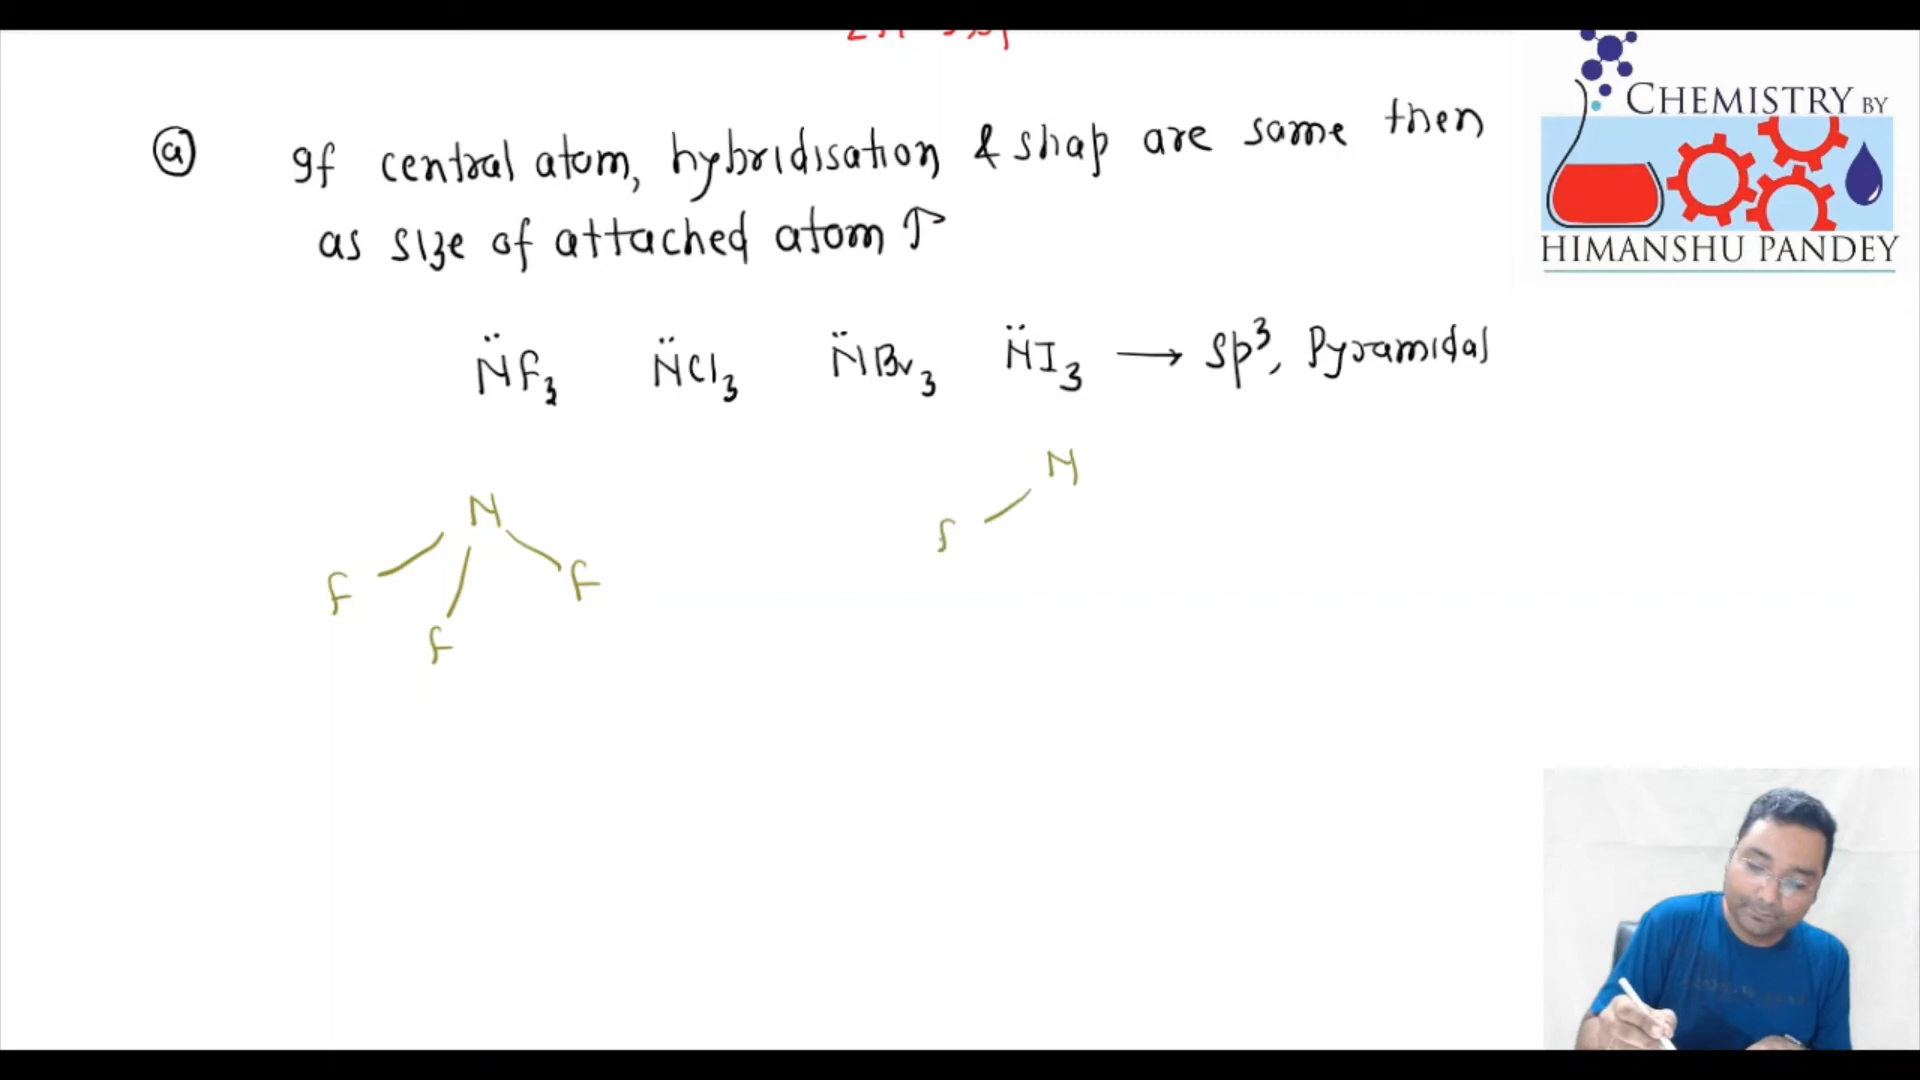 CHEMISTRY BY
HIMANSHU PANDEY
(a) If central atom, hybridisation & shap are same then
as size of attached atom ↑
N̈F₃ N̈Cl₃ N̈Br₃ N̈I₃ → Sp³, Pyramidal
N
F F
F
N